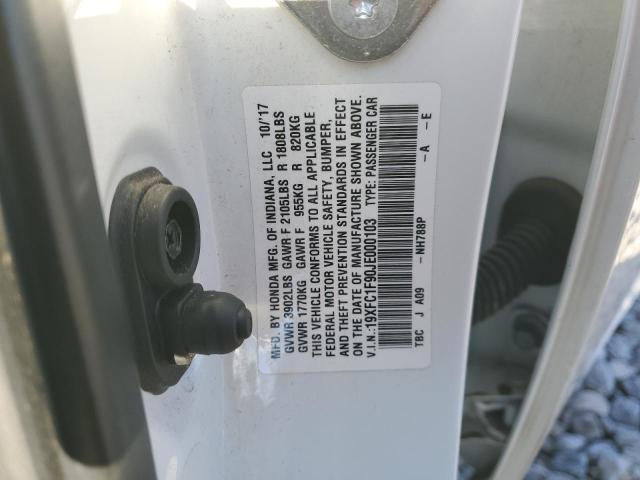 MFD. BY HONDA MFG. OF INDIANA, LLC 10/'17
GVWR 3902LBS GAWR F 2105LBS R 1808LBS
GVWR 1770KG GAWR F 955KG R 820KG
THIS VEHICLE CONFORMS TO ALL APPLICABLE
FEDERAL MOTOR VEHICLE SAFETY, BUMPER,
AND THEFT PREVENTION STANDARDS IN EFFECT
ON THE DATE OF MANUFACTURE SHOWN ABOVE.
V.I.N.:19XFC1F90JE000103 TYPE: PASSENGER CAR
TBC J A09 -NH788P -A -E